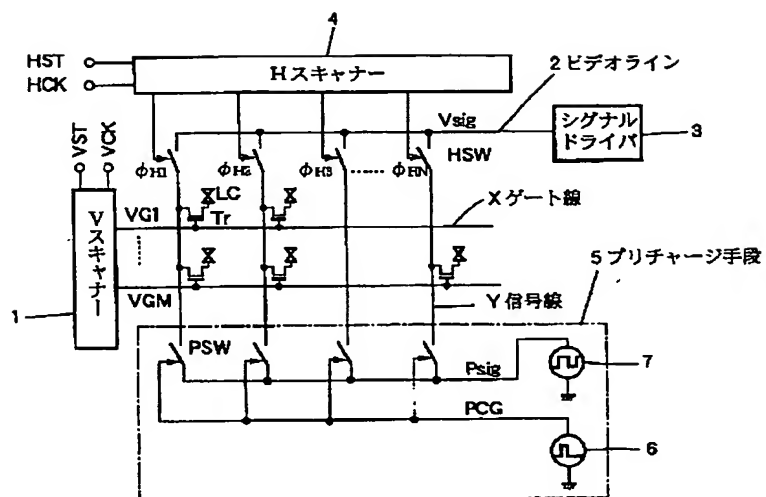 4
HST
HCK
Hスキャナー
2 ビデオライン
VST
VCK
Vsig
シグナル
ドライバ
3
HSW
φH1
φH2
φH3
φHN
LC
Tr
VG1
Xゲート線
Vスキャナー
5 プリチャージ手段
VGM
1
Y信号線
PSW
Psig
7
PCG
6